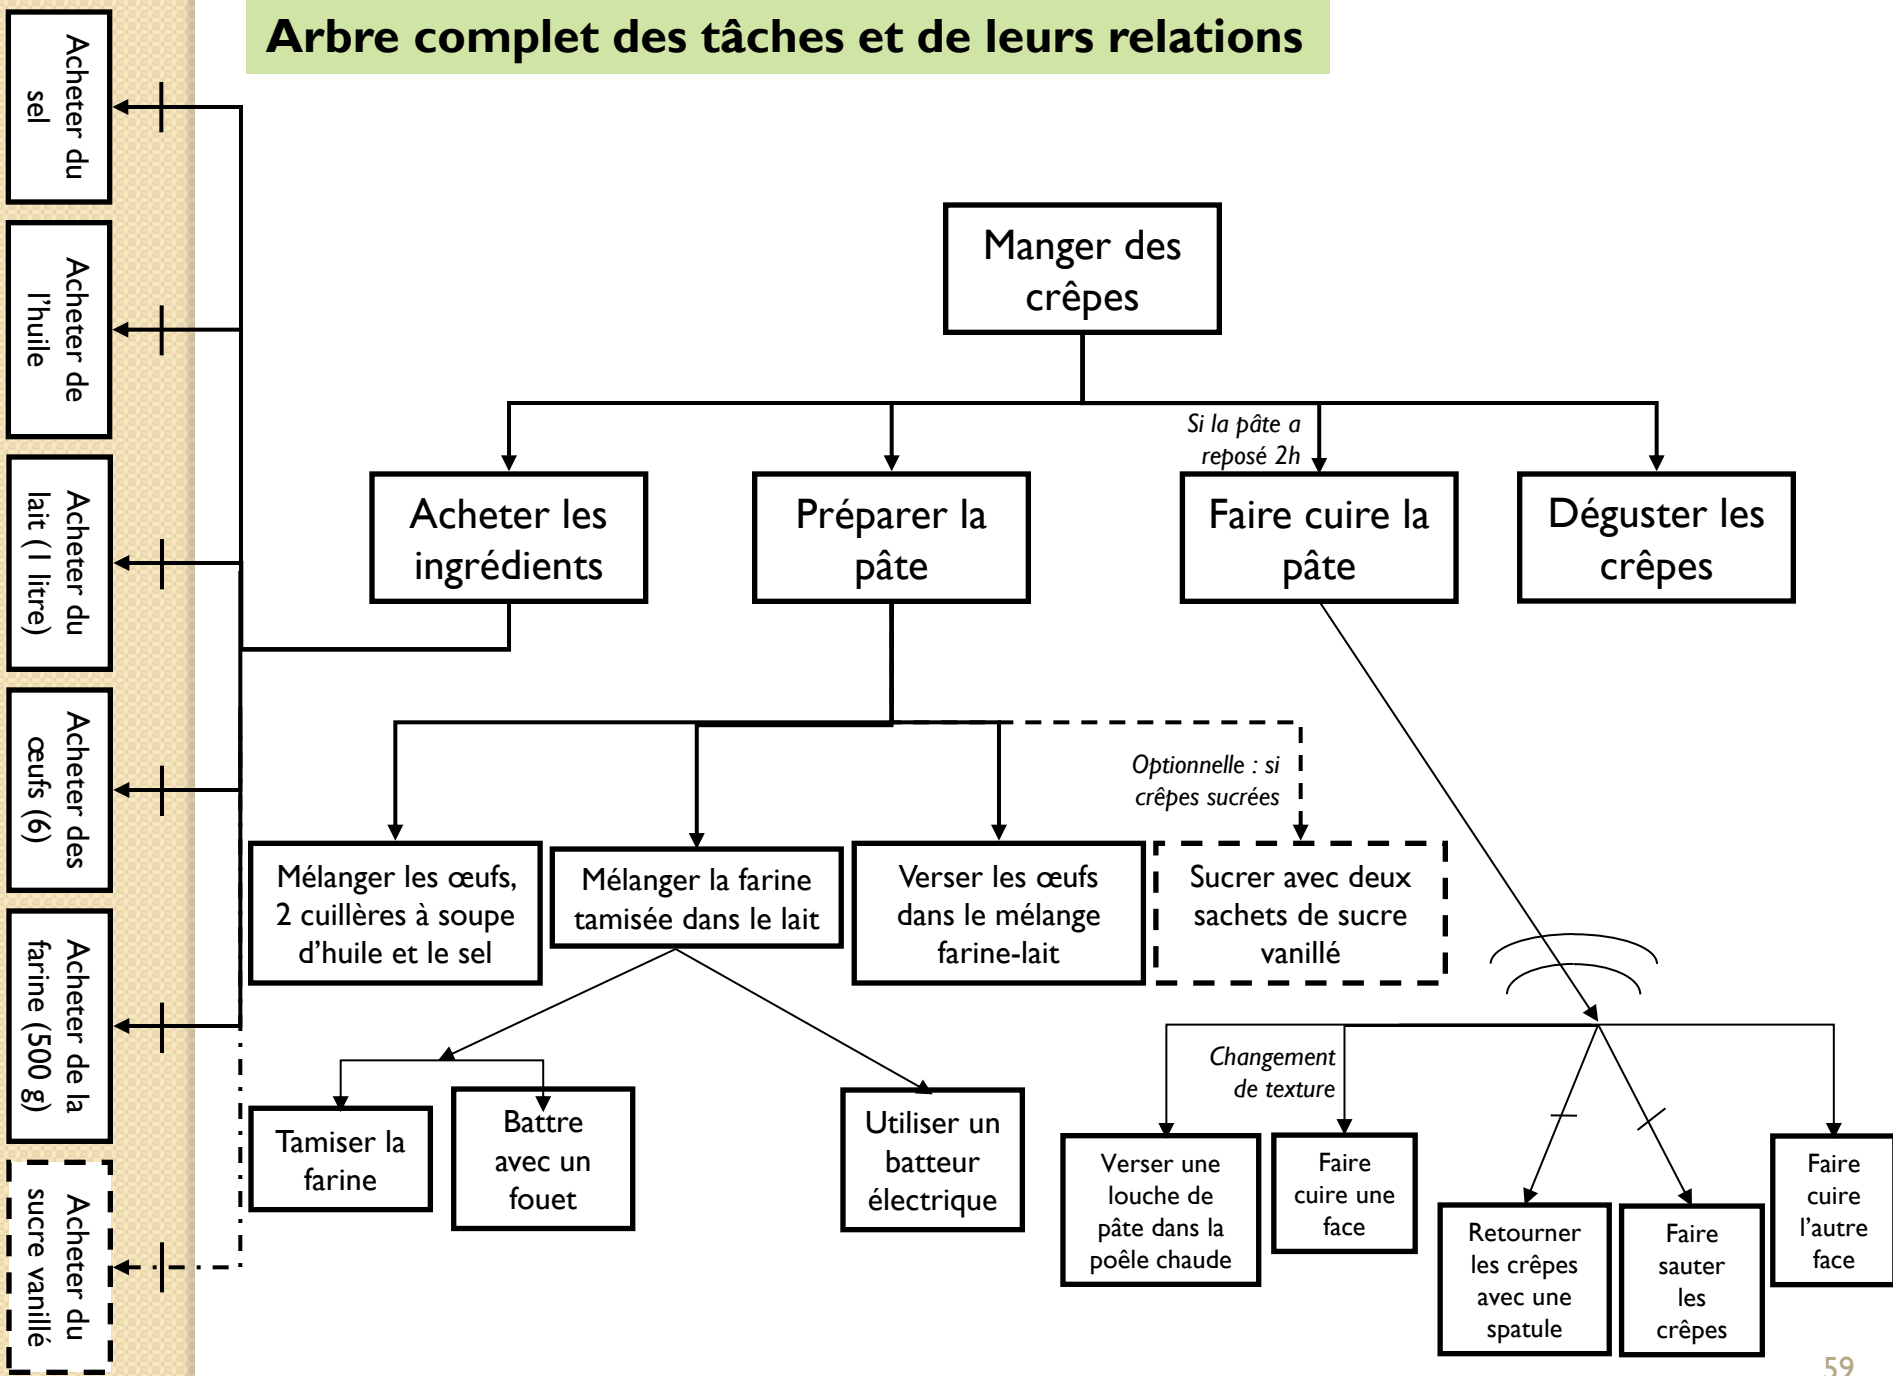 Arbre complet des tâches et de leurs relations
Acheter du
sel
Acheter de
l'huile
Acheter du
lait (1 litre)
Acheter des
œufs (6)
Acheter de la
farine (500 g)
Acheter du
sucre vanillé
Manger des
crêpes
Si la pâte a
reposé 2h
Acheter les
ingrédients
Préparer la
pâte
Faire cuire la
pâte
Déguster les
crêpes
Optionnelle : si
crêpes sucrées
Mélanger les œufs,
2 cuillères à soupe
d'huile et le sel
Mélanger la farine
tamisée dans le lait
Verser les œufs
dans le mélange
farine-lait
Sucrer avec deux
sachets de sucre
vanillé
Changement
de texture
Tamiser la
farine
Battre
avec un
fouet
Utiliser un
batteur
électrique
Verser une
louche de
pâte dans la
poêle chaude
Faire
cuire une
face
Retourner
les crêpes
avec une
spatule
Faire
sauter
les
crêpes
Faire
cuire
l'autre
face
59